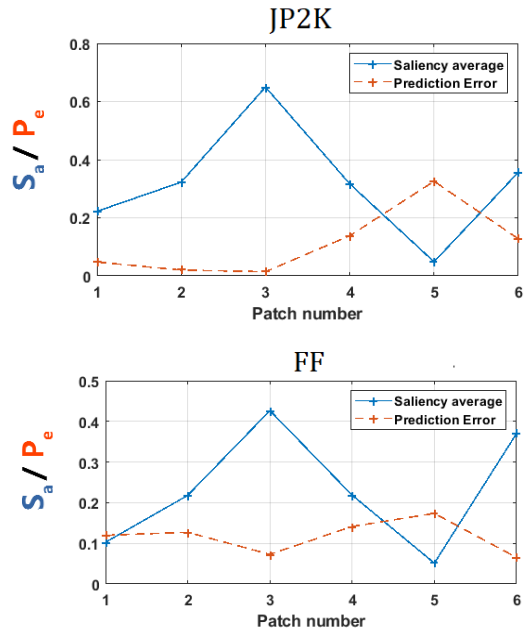 JP2K
0.8
0.6
0.4
0.2
0
Saliency average
Prediction Error
Sa / Pe
1 2 3 4 5 6
Patch number
FF
0.5
0.4
0.3
0.2
0.1
0
Saliency average
Prediction Error
Sa / Pe
1 2 3 4 5 6
Patch number